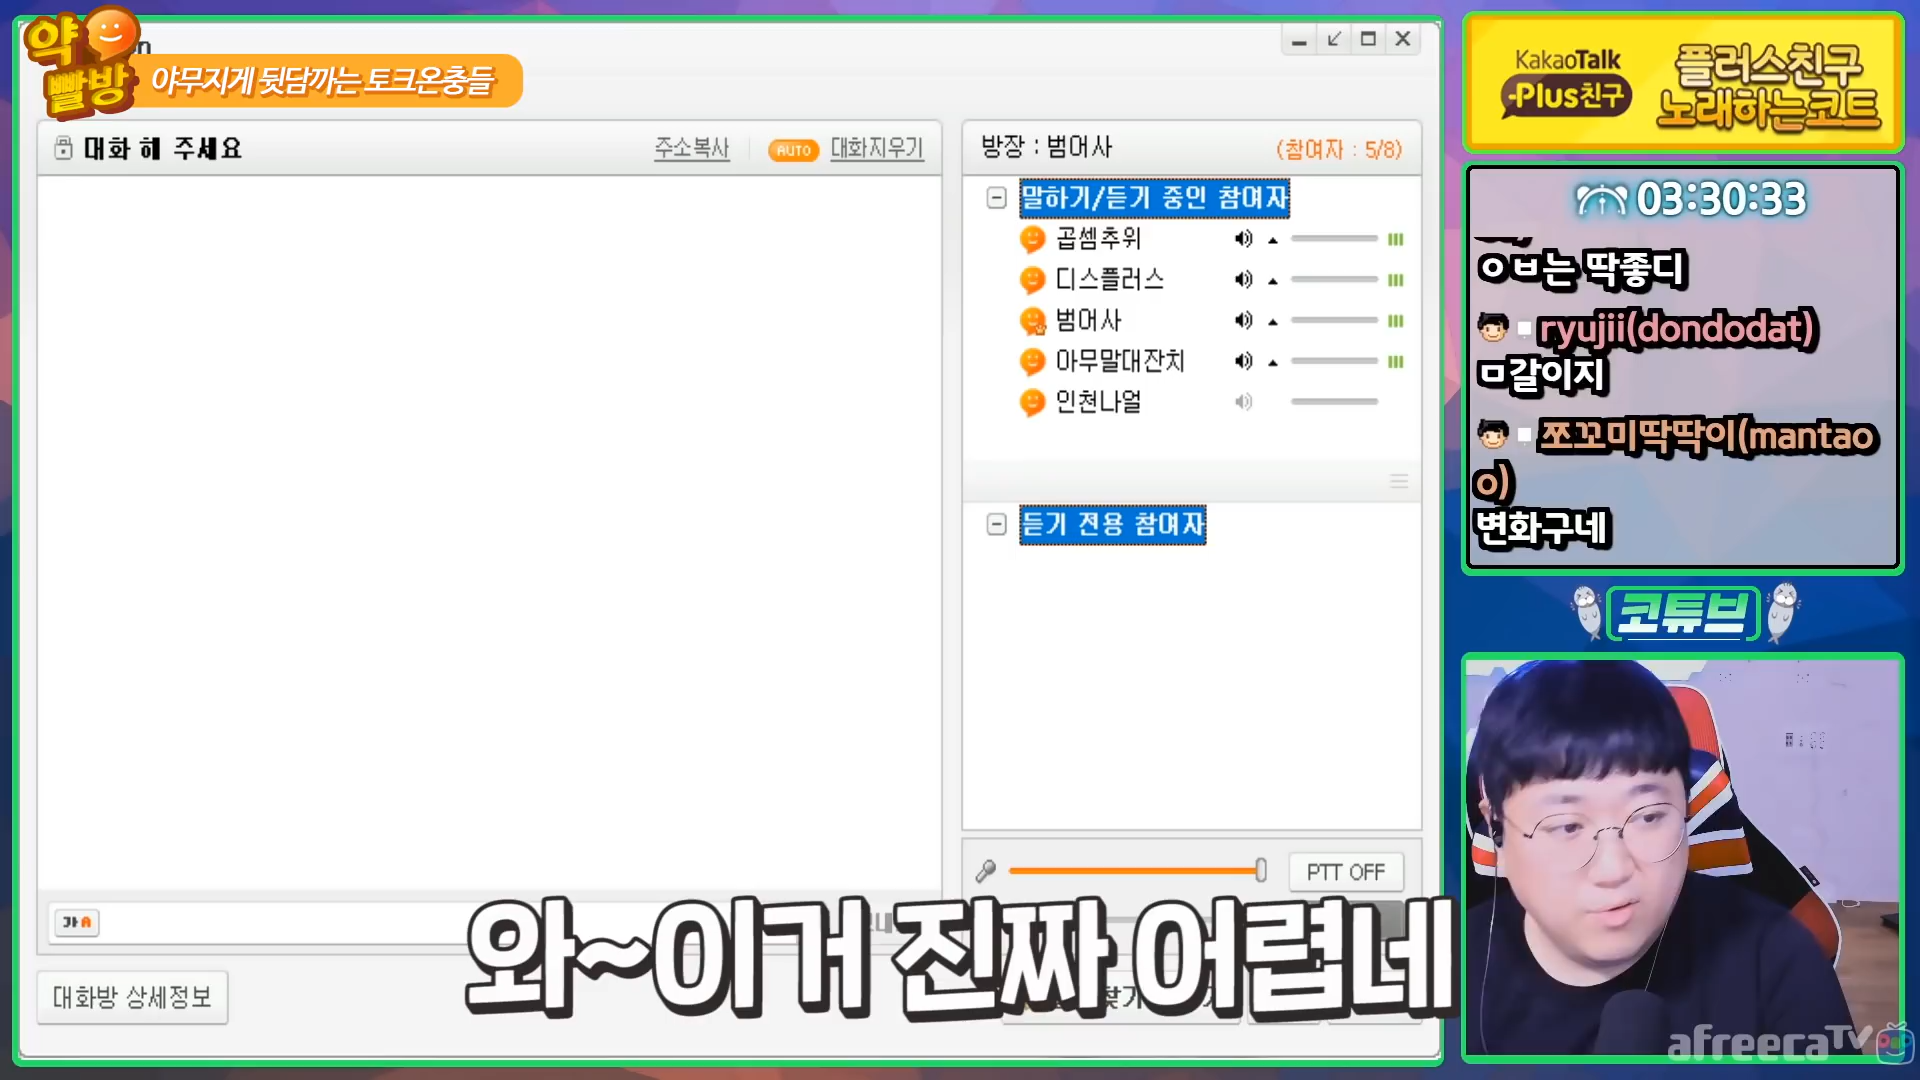 약빨방
야무지게 뒷담까는 토크온충들
대화 해 주세요
주소복사
AUTO
대화지우기
방장 : 범어사
(참여자 : 5/8)
말하기/듣기 중인 참여자
곱셈추위
디스플러스
범어사
아무말대잔치
인천나얼
듣기 전용 참여자
PTT OFF
가A
대화방 상세정보
와~이거 진짜 어렵네
KakaoTalk
Plus친구
플러스친구
노래하는코트
03:30:33
ㅇㅂ는 딱좋디
ryujii(dondodat)
ㅁ갈이지
쪼꼬미딱딱이(mantao
o)
변화구네
코튜브
afreecaTV